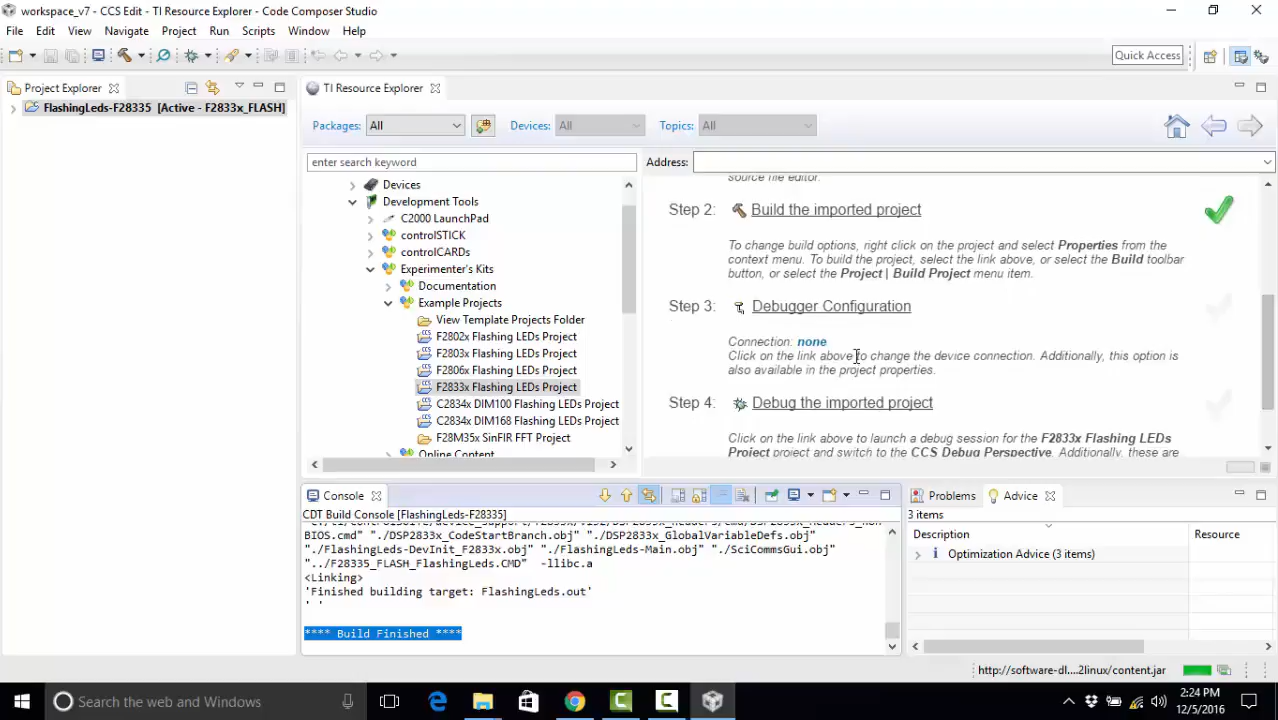 workspace_v7 - CCS Edit - TI Resource Explorer - Code Composer Studio
File Edit View Navigate Project Run Scripts Window Help
Quick Access
Project Explorer
FlashingLeds-F28335 [Active - F2833x_FLASH]
TI Resource Explorer
Packages: All Devices: All Topics: All
enter search keyword
Address:
Devices
Development Tools
C2000 LaunchPad
controlSTICK
controlCARDs
Experimenter's Kits
Documentation
Example Projects
View Template Projects Folder
F2802x Flashing LEDs Project
F2803x Flashing LEDs Project
F2806x Flashing LEDs Project
F2833x Flashing LEDs Project
C2834x DIM100 Flashing LEDs Project
C2834x DIM168 Flashing LEDs Project
F28M35x SinFIR FFT Project
Online Content
source file editor.
Step 2: Build the imported project
To change build options, right click on the project and select Properties from the
context menu. To build the project, select the link above, or select the Build toolbar
button, or select the Project | Build Project menu item.
Step 3: Debugger Configuration
Connection: none
Click on the link above to change the device connection. Additionally, this option is
also available in the project properties.
Step 4: Debug the imported project
Click on the link above to launch a debug session for the F2833x Flashing LEDs
Project project and switch to the CCS Debug Perspective. Additionally, these are
Console
CDT Build Console [FlashingLeds-F28335]
BIOS.cmd" "./DSP2833x_CodeStartBranch.obj" "./DSP2833x_GlobalVariableDefs.obj"
"./FlashingLeds-DevInit_F2833x.obj" "./FlashingLeds-Main.obj" "./SciCommsGui.obj"
"../F28335_FLASH_FlashingLeds.CMD" -llibc.a
<Linking>
'Finished building target: FlashingLeds.out'
' '
**** Build Finished ****
Problems Advice
3 items
Description Resource
Optimization Advice (3 items)
http://software-dl....2linux/content.jar
Search the web and Windows
2:24 PM
12/5/2016